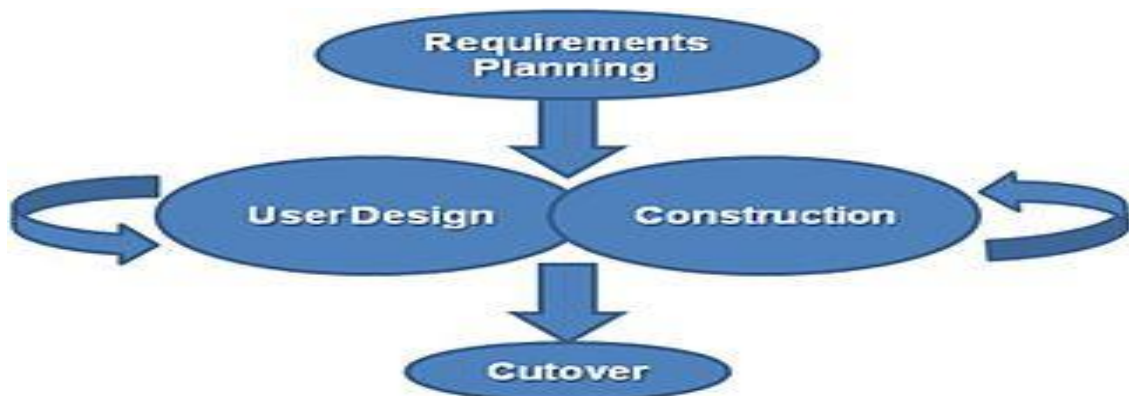 Requirements
Planning
User Design
Construction
Cutover